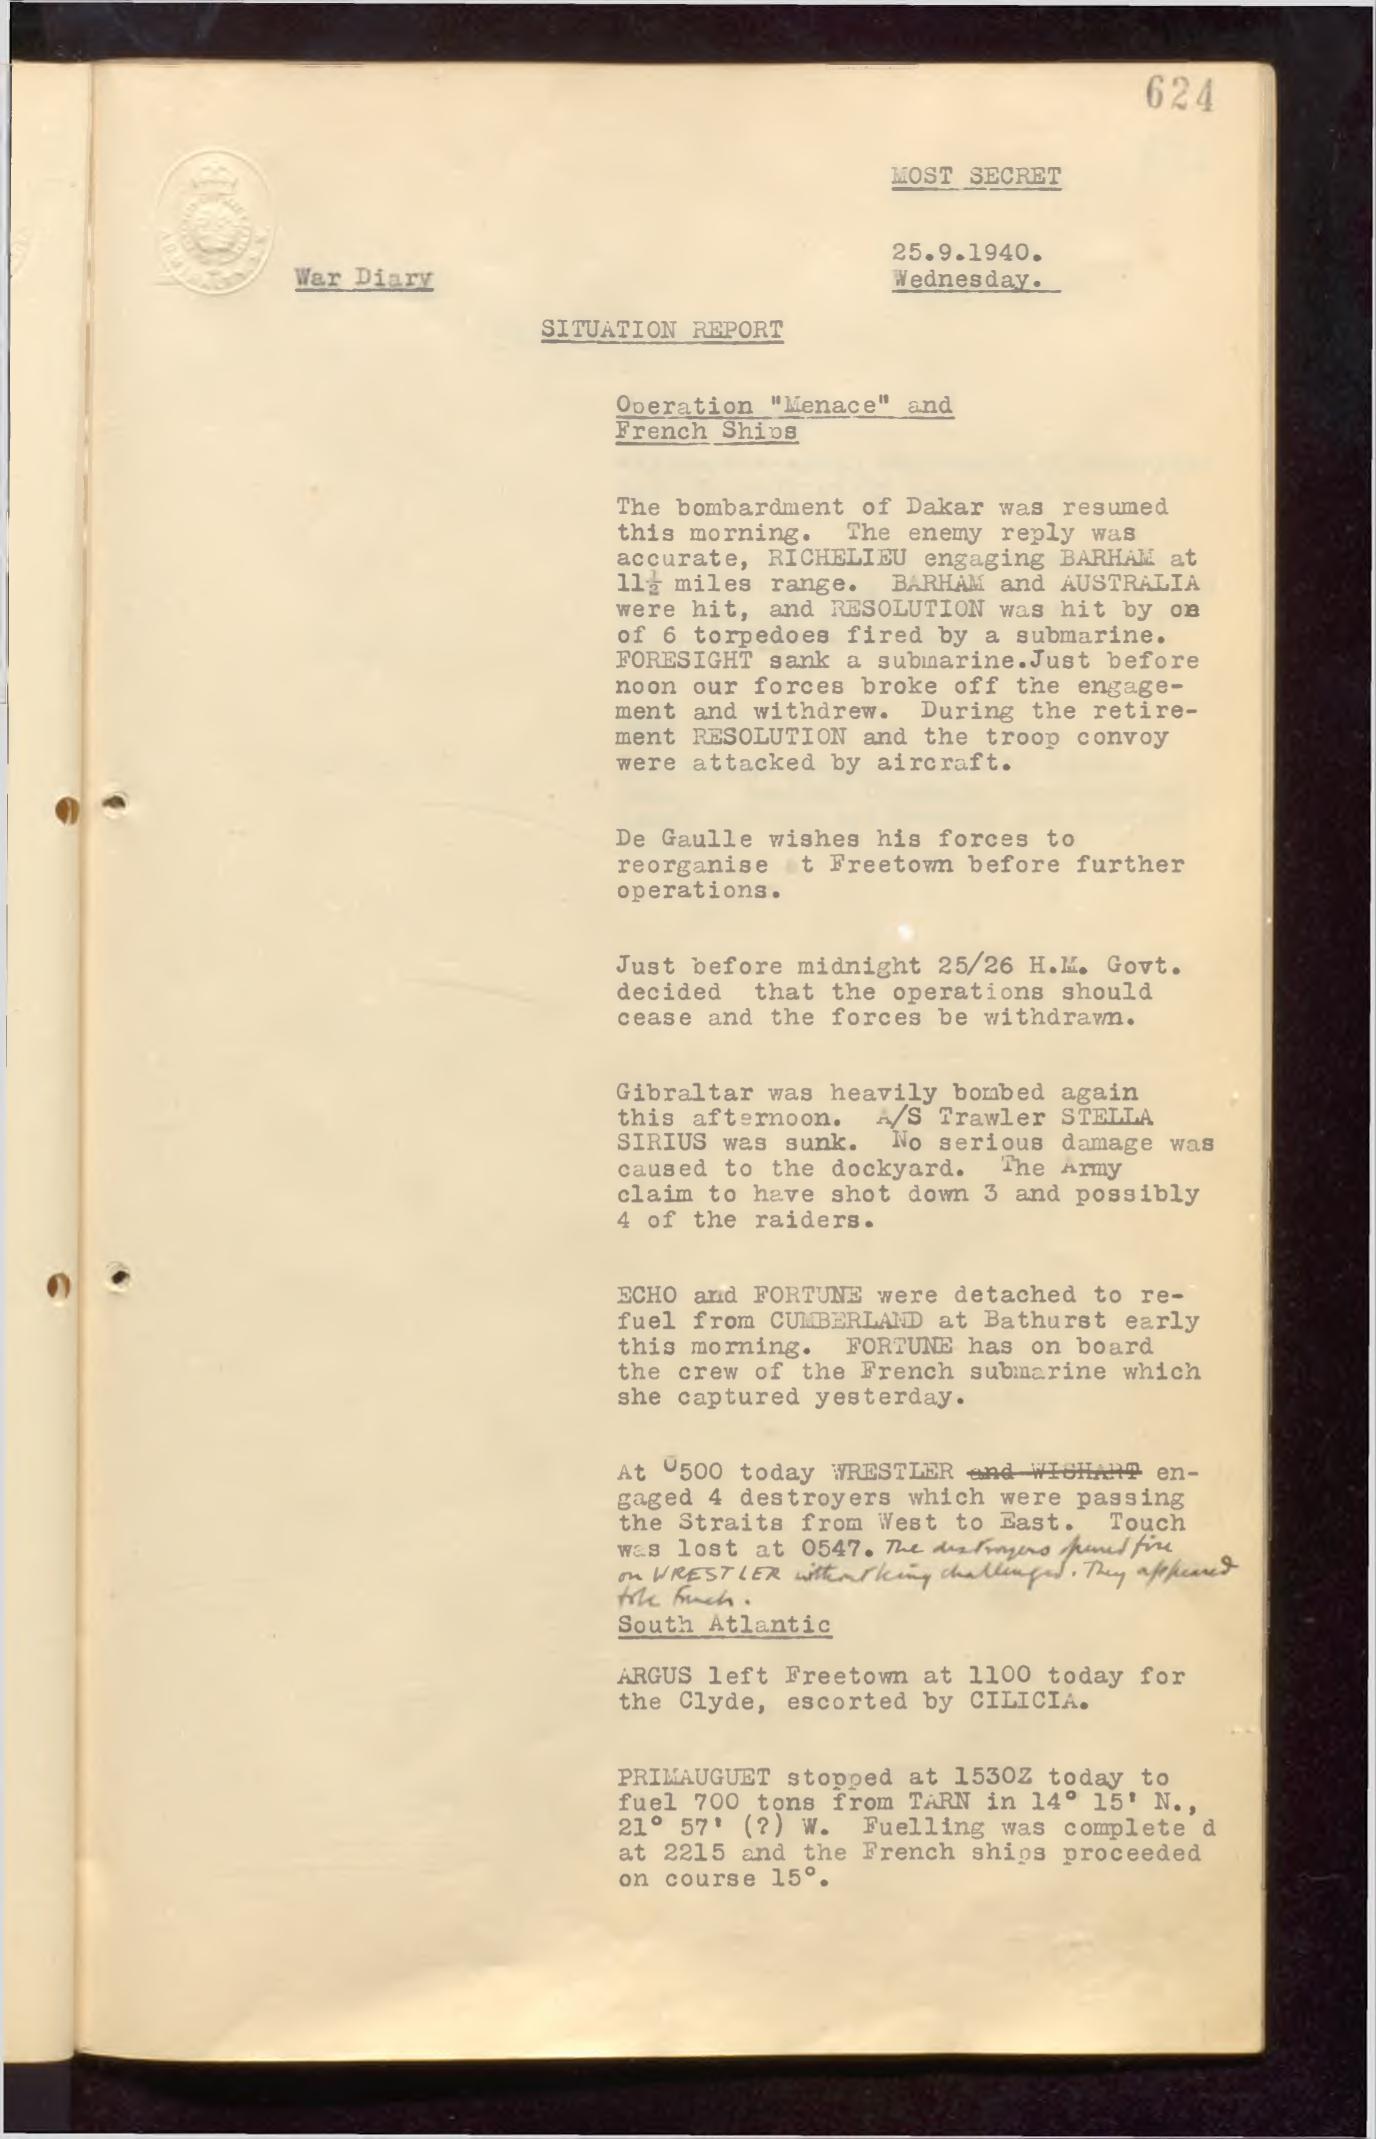 624
MOST SECRET
25.9.1940.
Wednesday.
War Diary
SITUATION REPORT
Operation "Menace" and
French Ships
The bombardment of Dakar was resumed
this morning.  The enemy reply was
accurate, RICHELIEU engaging BARHAM at
11½ miles range.  BARHAM and AUSTRALIA
were hit, and RESOLUTION was hit by on
of 6 torpedoes fired by a submarine.
FORESIGHT sank a submarine.Just before
noon our forces broke off the engage-
ment and withdrew.  During the retire-
ment RESOLUTION and the troop convoy
were attacked by aircraft.
De Gaulle wishes his forces to
reorganise  t Freetown before further
operations.
Just before midnight 25/26 H.M. Govt.
decided  that the operations should
cease and the forces be withdrawn.
Gibraltar was heavily bombed again
this afternoon.  A/S Trawler STELLA
SIRIUS was sunk.  No serious damage was
caused to the dockyard.  The Army
claim to have shot down 3 and possibly
4 of the raiders.
ECHO and FORTUNE were detached to re-
fuel from CUMBERLAND at Bathurst early
this morning.  FORTUNE has on board
the crew of the French submarine which
she captured yesterday.
At 0500 today WRESTLER and WISHART en-
gaged 4 destroyers which were passing
the Straits from West to East.  Touch
was lost at 0547. The destroyers opened fire
on WRESTLER without being challenged. They appeared
to be French.
South Atlantic
ARGUS left Freetown at 1100 today for
the Clyde, escorted by CILICIA.
PRIMAUGUET stopped at 1530Z today to
fuel 700 tons from TARN in 14° 15' N.,
21° 57' (?) W.  Fuelling was complete d
at 2215 and the French ships proceeded
on course 15°.